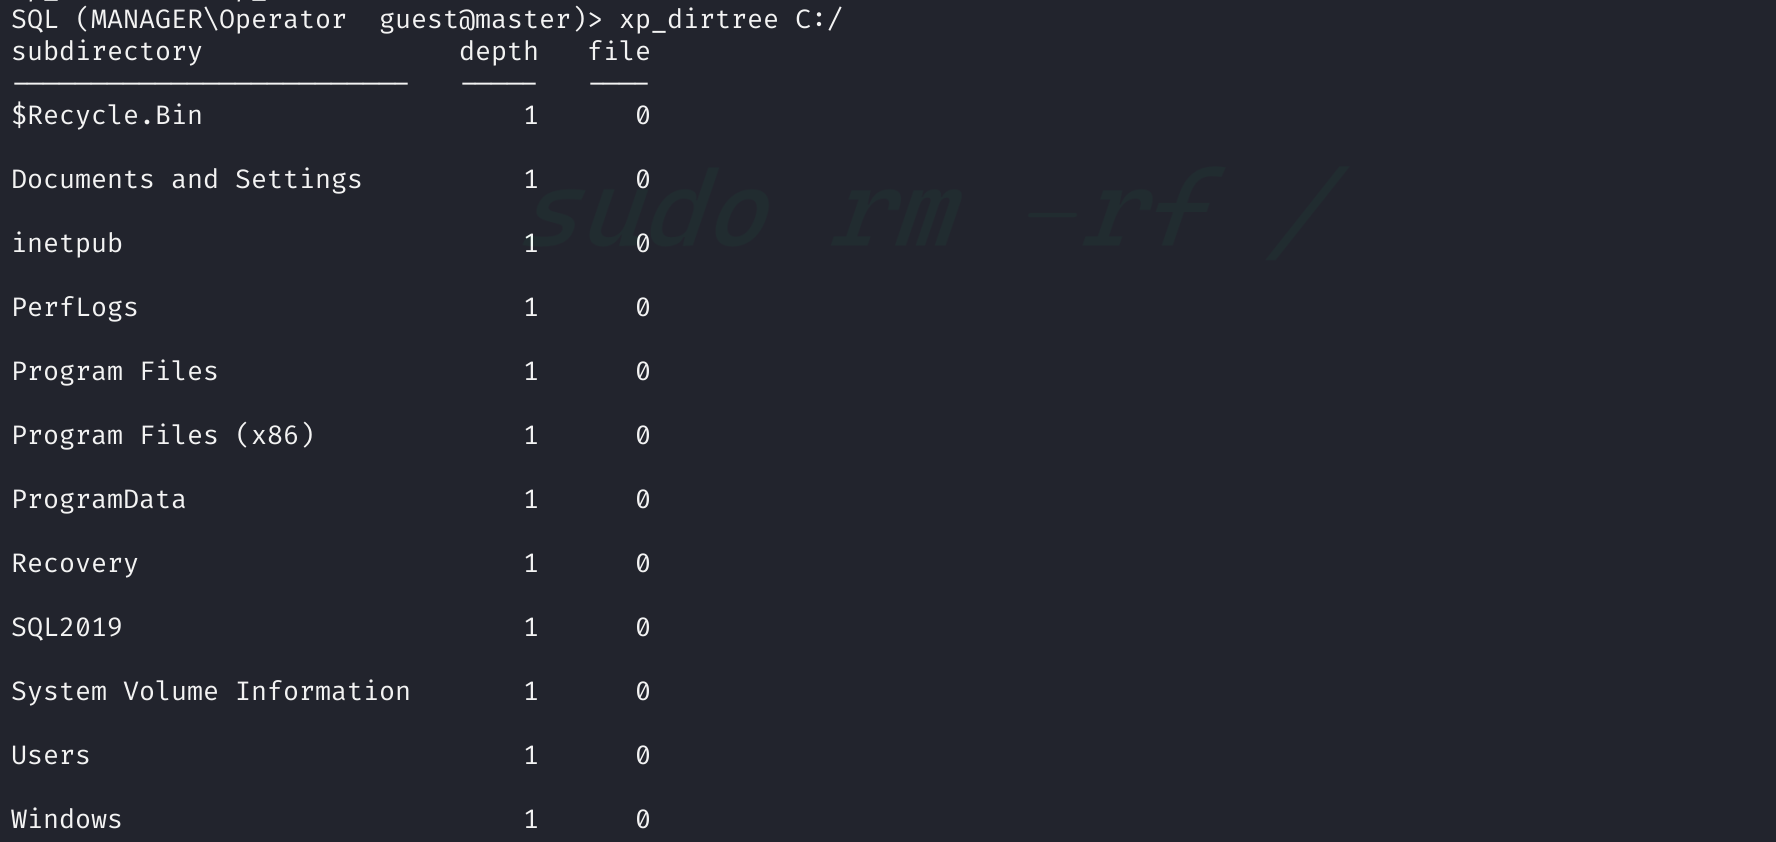 SQL (MANAGER\Operator  guest@master)> xp_dirtree C:/
subdirectory depth file
$Recycle.Bin 1 0
Documents and Settings 1 0
sudo rm -rf /
inetpub 1 0
PerfLogs 1 0
Program Files 1 0
Program Files (x86) 1 0
ProgramData 1 0
Recovery 1 0
SQL2019 1 0
System Volume Information 1 0
Users 1 0
Windows 1 0